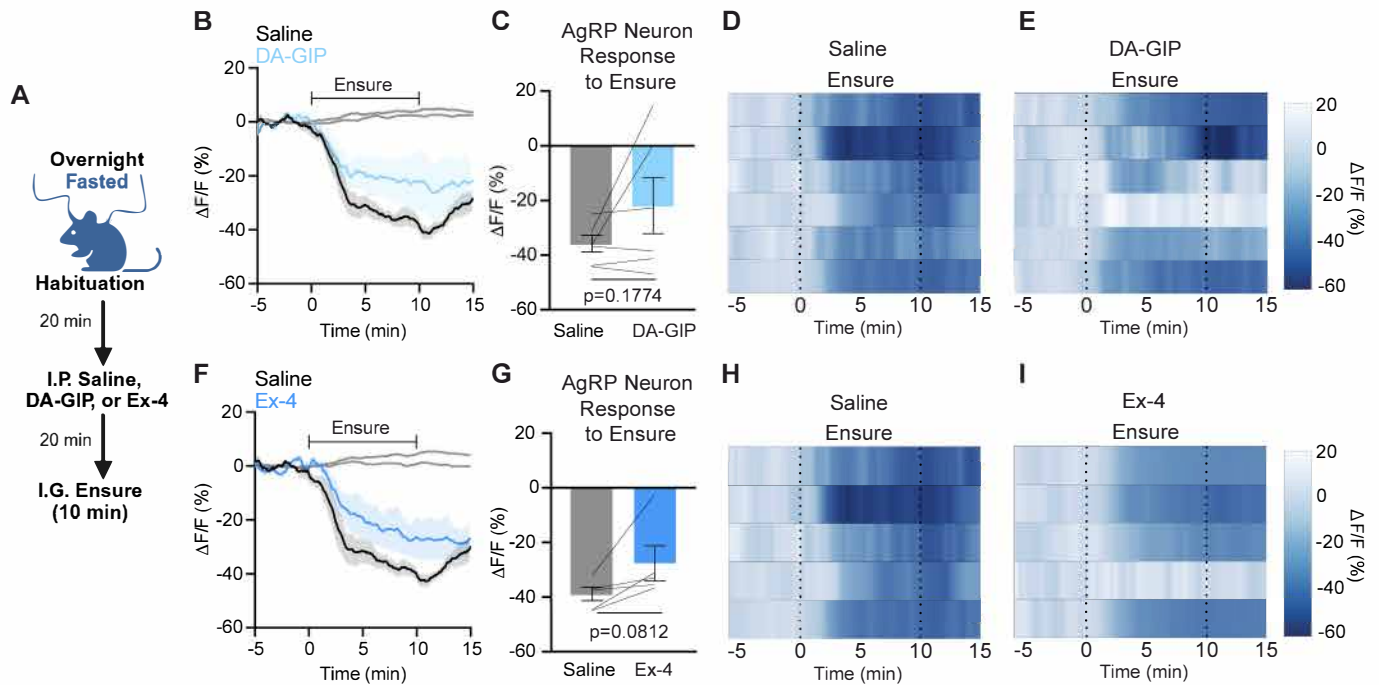 A
Overnight
Fasted
Habituation
20 min
I.P. Saline,
DA-GIP, or Ex-4
20 min
I.G. Ensure
(10 min)
B
Saline
DA-GIP
Ensure
20
0
-20
-40
-60
ΔF/F (%)
-5
0
5
10
15
Time (min)
C
AgRP Neuron
Response
to Ensure
20
0
-20
-40
-60
ΔF/F (%)
p=0.1774
Saline
DA-GIP
D
Saline
Ensure
-5
0
5
10
15
Time (min)
E
DA-GIP
Ensure
-5
0
5
10
15
Time (min)
20
0
-20
-40
-60
ΔF/F (%)
F
Saline
Ex-4
Ensure
20
0
-20
-40
-60
ΔF/F (%)
-5
0
5
10
15
Time (min)
G
AgRP Neuron
Response
to Ensure
20
0
-20
-40
-60
ΔF/F (%)
p=0.0812
Saline
Ex-4
H
Saline
Ensure
-5
0
5
10
15
Time (min)
I
Ex-4
Ensure
-5
0
5
10
15
Time (min)
20
0
-20
-40
-60
ΔF/F (%)